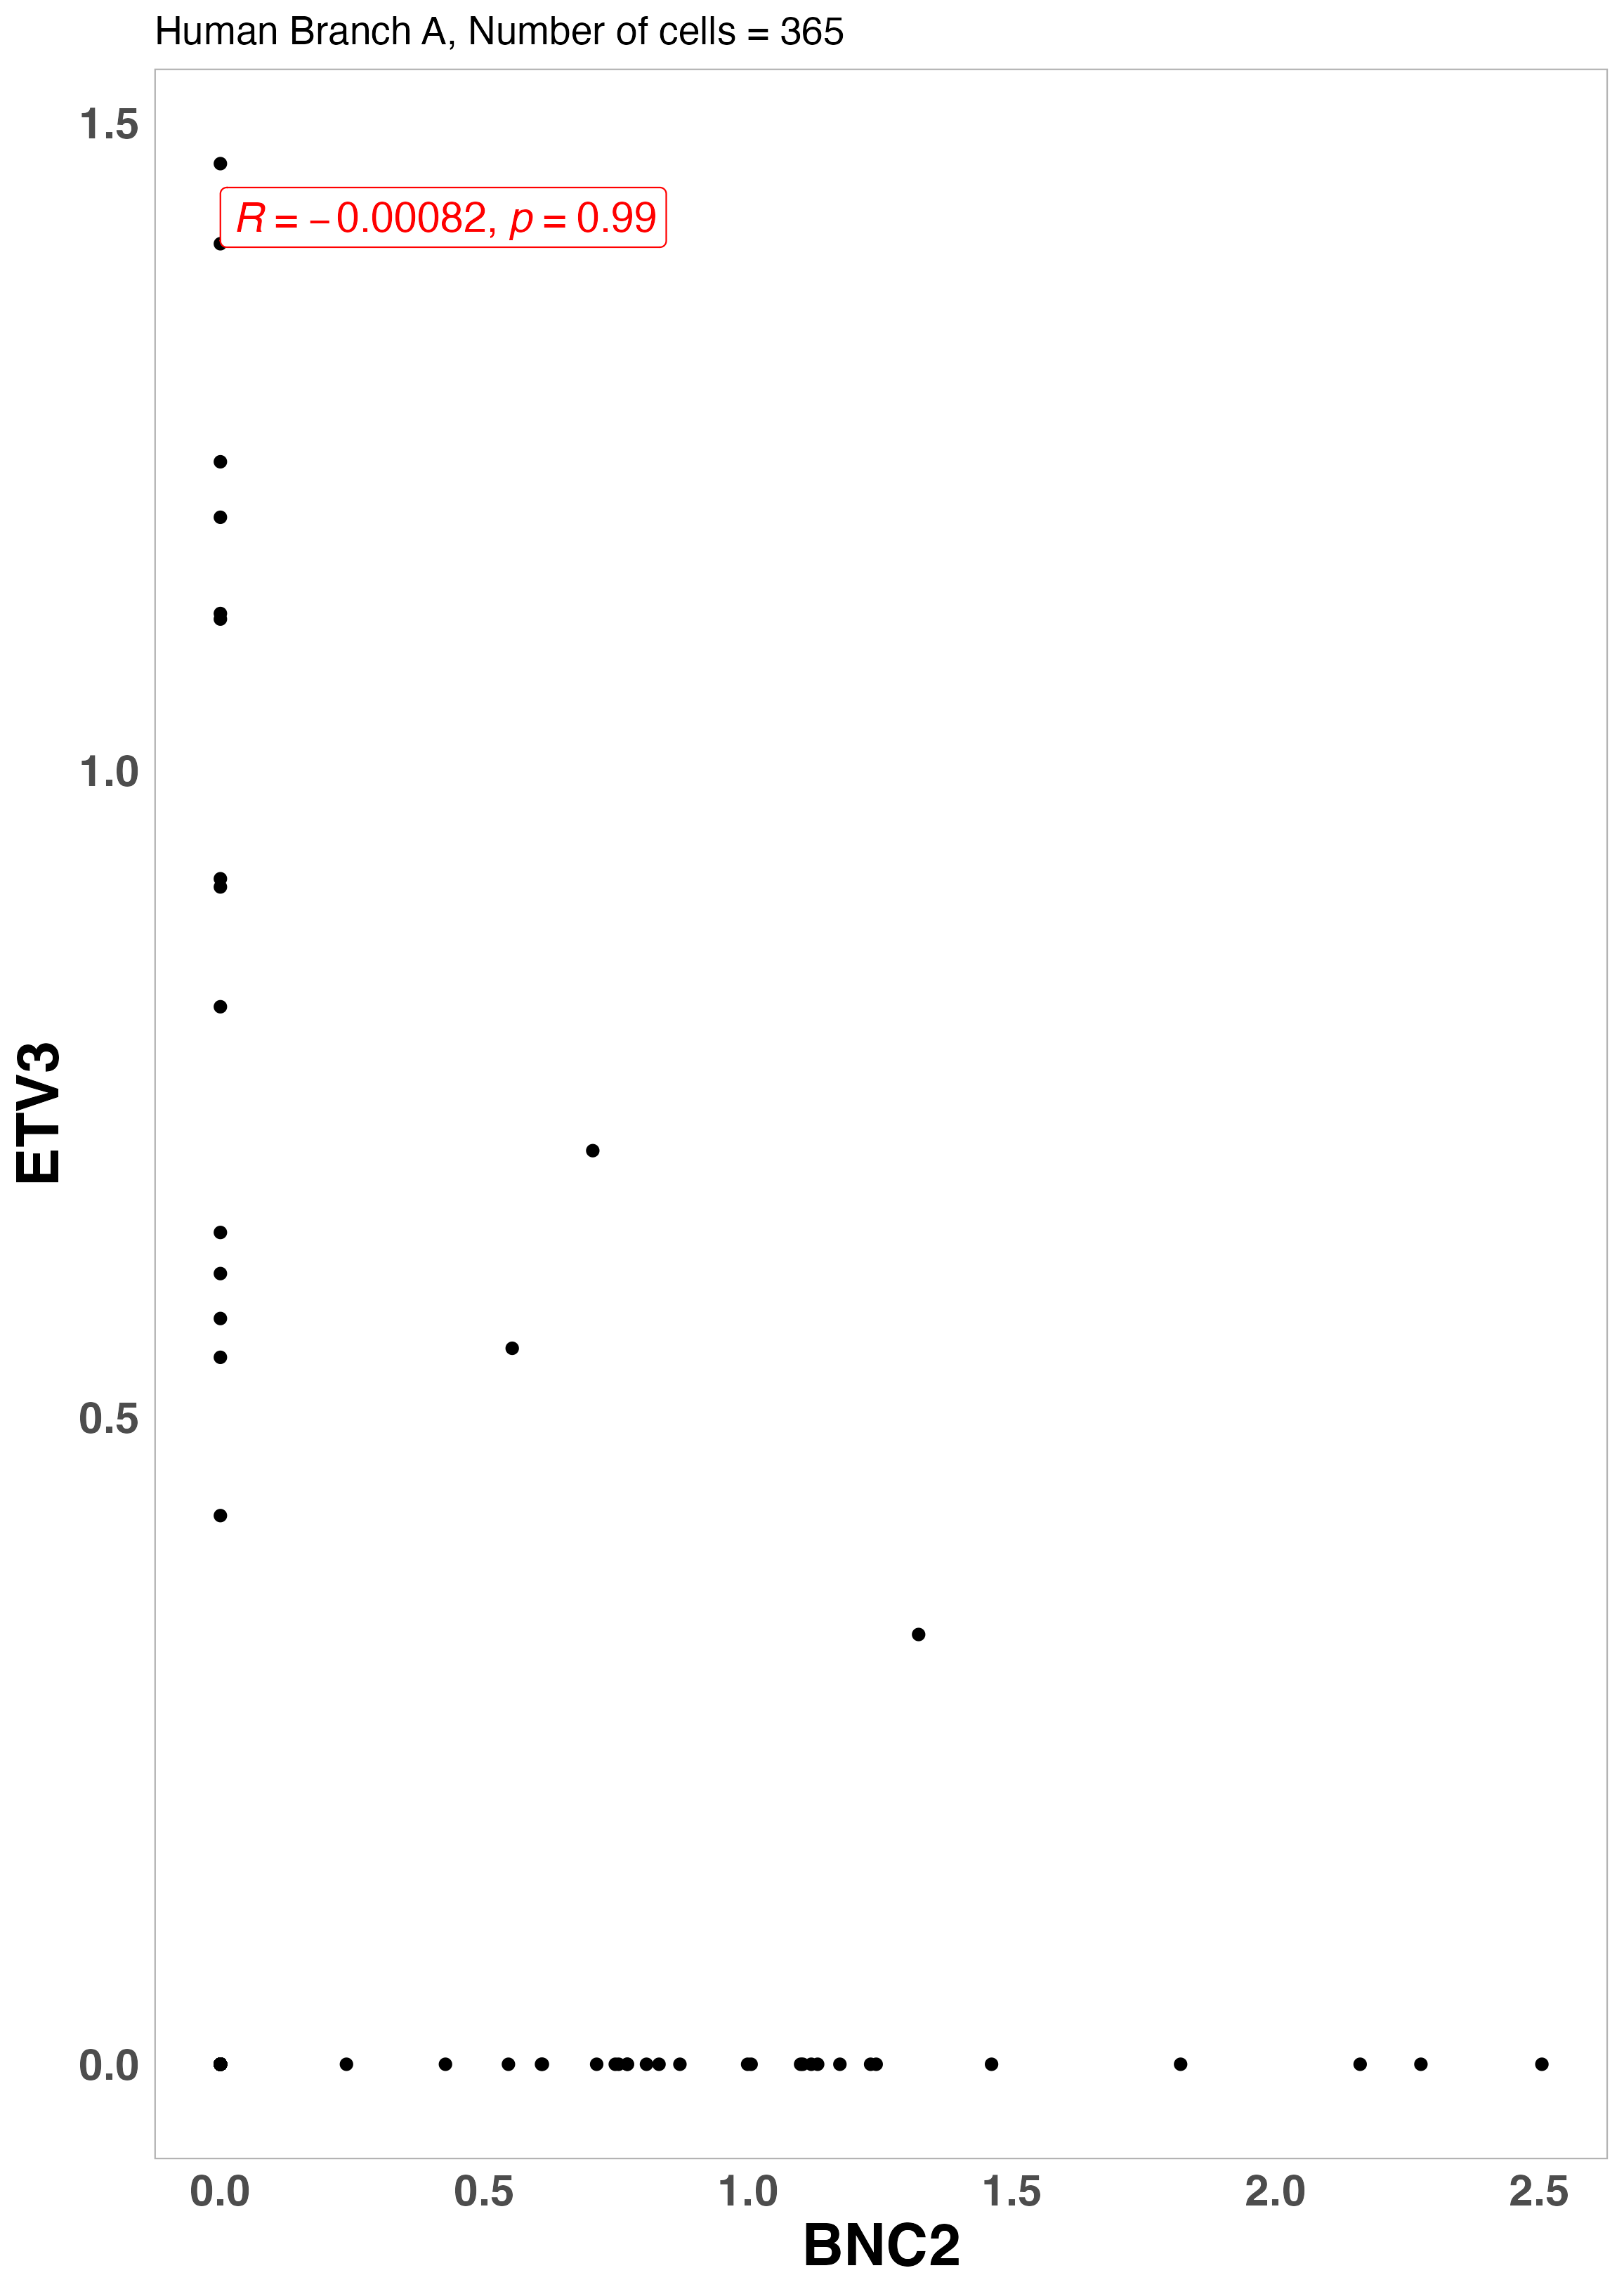 Human Branch A, Number of cells = 365
1.5
R = − 0.00082, p = 0.99
1.0
ETV3
0.5
0.0
0.0 0.5 1.0 1.5 2.0 2.5
BNC2